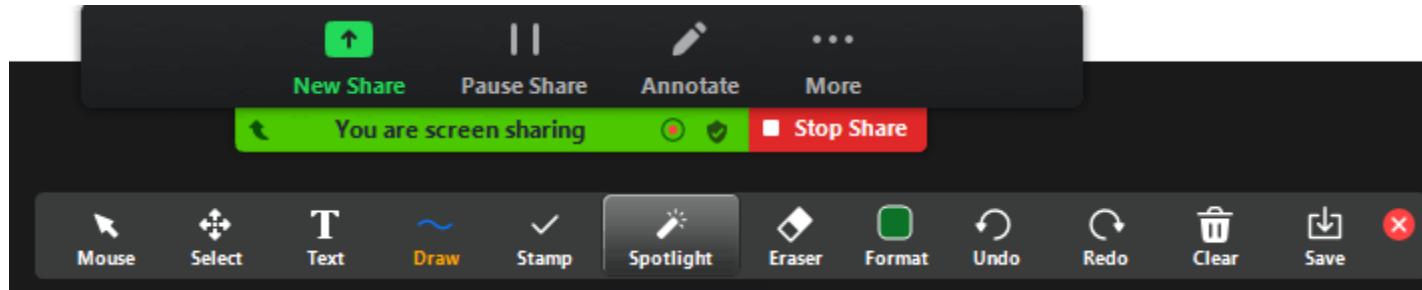 New Share Pause Share Annotate More
You are screen sharing Stop Share
Mouse Select Text Draw Stamp Spotlight Eraser Format Undo Redo Clear Save